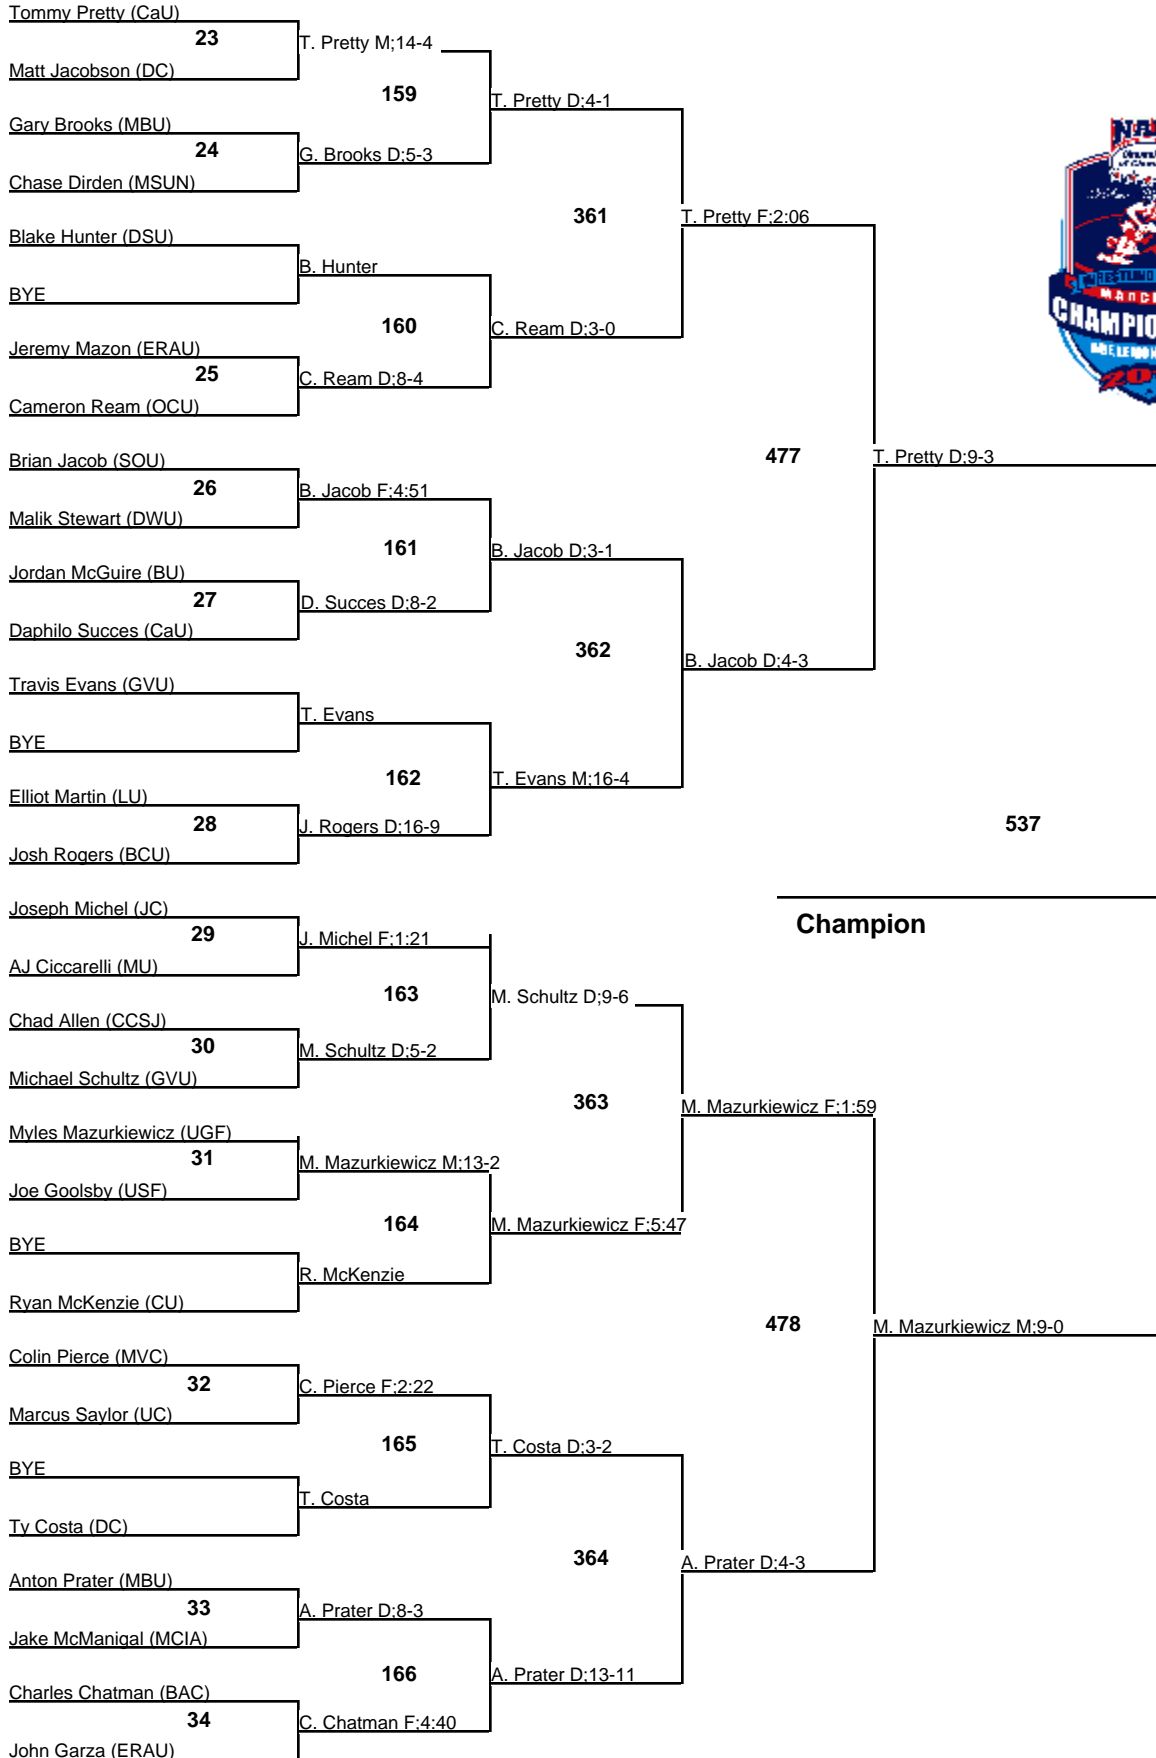 Tommy Pretty (CaU)
23
T. Pretty M;14-4
Matt Jacobson (DC)
159
T. Pretty D;4-1
Gary Brooks (MBU)
24
G. Brooks D;5-3
Chase Dirden (MSUN)
361
T. Pretty F;2:06
Blake Hunter (DSU)
B. Hunter
BYE
160
C. Ream D;3-0
Jeremy Mazon (ERAU)
25
C. Ream D;8-4
Cameron Ream (OCU)
477
T. Pretty D;9-3
Brian Jacob (SOU)
26
B. Jacob F;4:51
Malik Stewart (DWU)
161
B. Jacob D;3-1
Jordan McGuire (BU)
27
D. Succes D;8-2
Daphilo Succes (CaU)
362
B. Jacob D;4-3
Travis Evans (GVU)
T. Evans
BYE
162
T. Evans M;16-4
Elliot Martin (LU)
28
J. Rogers D;16-9
Josh Rogers (BCU)
537
Champion
Joseph Michel (JC)
29
J. Michel F;1:21
AJ Ciccarelli (MU)
163
M. Schultz D;9-6
Chad Allen (CCSJ)
30
M. Schultz D;5-2
Michael Schultz (GVU)
363
M. Mazurkiewicz F;1:59
Myles Mazurkiewicz (UGF)
31
M. Mazurkiewicz M;13-2
Joe Goolsby (USF)
164
M. Mazurkiewicz F;5:47
BYE
R. McKenzie
Ryan McKenzie (CU)
478
M. Mazurkiewicz M;9-0
Colin Pierce (MVC)
32
C. Pierce F;2:22
Marcus Saylor (UC)
165
T. Costa D;3-2
BYE
T. Costa
Ty Costa (DC)
364
A. Prater D;4-3
Anton Prater (MBU)
33
A. Prater D;8-3
Jake McManigal (MCIA)
166
A. Prater D;13-11
Charles Chatman (BAC)
34
C. Chatman F;4:40
John Garza (ERAU)